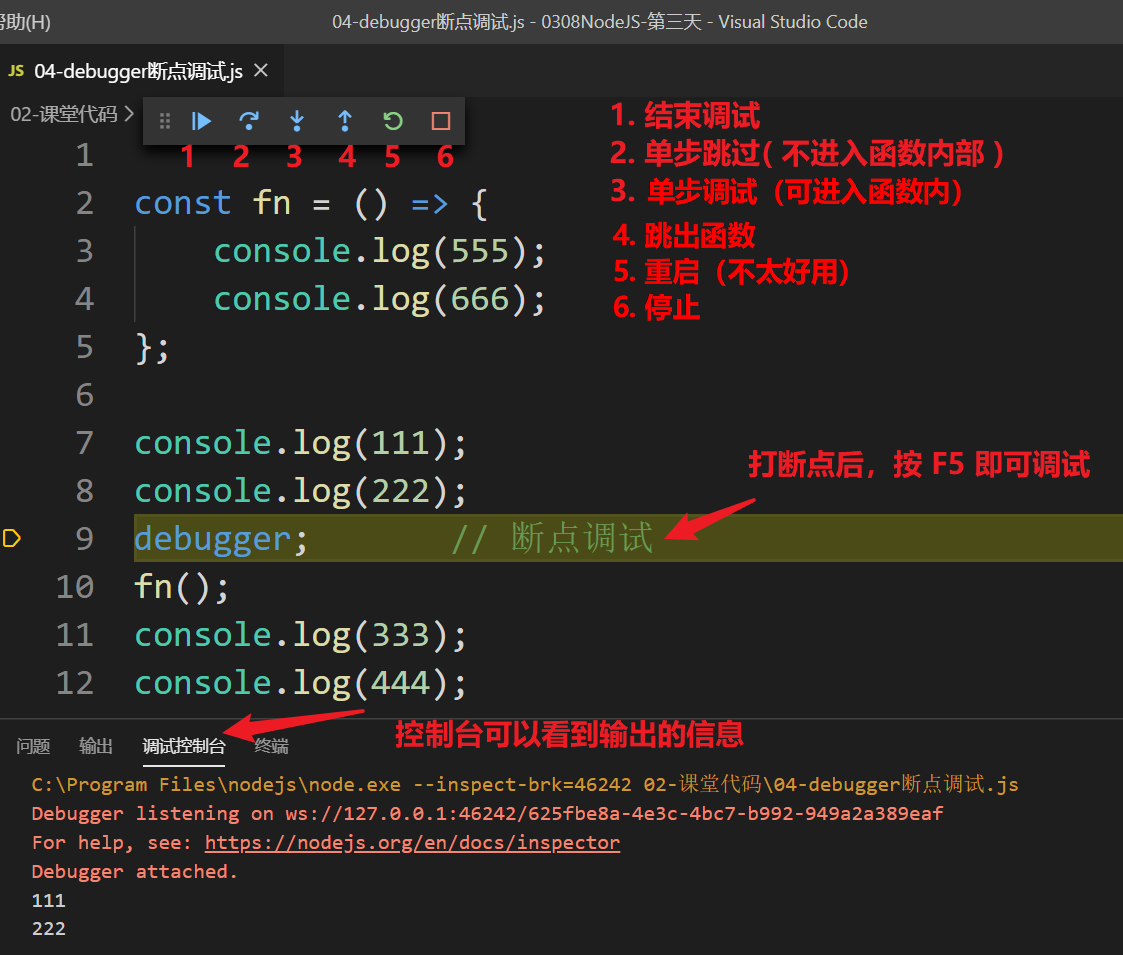 帮助(H)
04-debugger断点调试.js - 0308NodeJS-第三天 - Visual Studio Code
JS 04-debugger断点调试.js
02-课堂代码
1 2 3 4 5 6
1. 结束调试
2. 单步跳过( 不进入函数内部 )
3. 单步调试（可进入函数内）
4. 跳出函数
5. 重启（不太好用）
6. 停止
1
2 const fn = () => {
3 console.log(555);
4 console.log(666);
5 };
6
7 console.log(111);
8 console.log(222);
打断点后，按 F5 即可调试
9 debugger; // 断点调试
10 fn();
11 console.log(333);
12 console.log(444);
控制台可以看到输出的信息
问题 输出 调试控制台 终端
C:\Program Files\nodejs\node.exe --inspect-brk=46242 02-课堂代码\04-debugger断点调试.js
Debugger listening on ws://127.0.0.1:46242/625fbe8a-4e3c-4bc7-b992-949a2a389eaf
For help, see: https://nodejs.org/en/docs/inspector
Debugger attached.
111
222